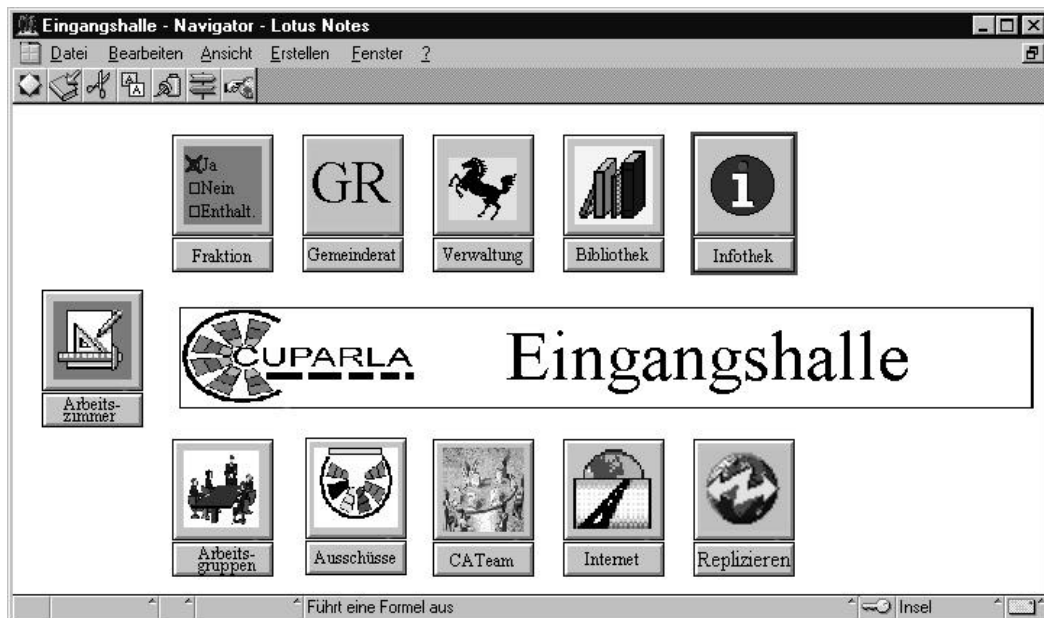 Eingangshalle - Navigator - Lotus Notes
Datei Bearbeiten Ansicht Erstellen Fenster ?
Ja
Nein
Enthalt.
GR
Fraktion
Gemeinderat
Verwaltung
Bibliothek
Infothek
Arbeits-
zimmer
CUPARLA
Eingangshalle
Arbeits-
gruppen
Ausschüsse
CATeam
Internet
Replizieren
Führt eine Formel aus
Insel